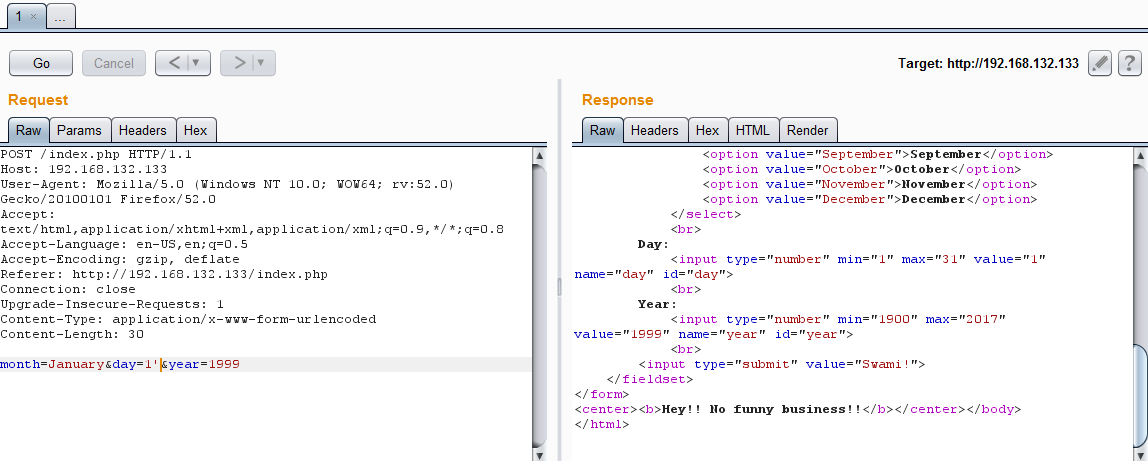 1 × ...
Go Cancel < ▼ > ▼ Target: http://192.168.132.133 ?
Request
Raw Params Headers Hex
POST /index.php HTTP/1.1
Host: 192.168.132.133
User-Agent: Mozilla/5.0 (Windows NT 10.0; WOW64; rv:52.0)
Gecko/20100101 Firefox/52.0
Accept:
text/html,application/xhtml+xml,application/xml;q=0.9,*/*;q=0.8
Accept-Language: en-US,en;q=0.5
Accept-Encoding: gzip, deflate
Referer: http://192.168.132.133/index.php
Connection: close
Upgrade-Insecure-Requests: 1
Content-Type: application/x-www-form-urlencoded
Content-Length: 30
month=January&day=1'&year=1999
Response
Raw Headers Hex HTML Render
<option value="September">September</option>
<option value="October">October</option>
<option value="November">November</option>
<option value="December">December</option>
</select>
<br>
Day:
<input type="number" min="1" max="31" value="1"
name="day" id="day">
<br>
Year:
<input type="number" min="1900" max="2017"
value="1999" name="year" id="year">
<br>
<input type="submit" value="Swami!">
</fieldset>
</form>
<center><b>Hey!! No funny business!!</b></center></body>
</html>